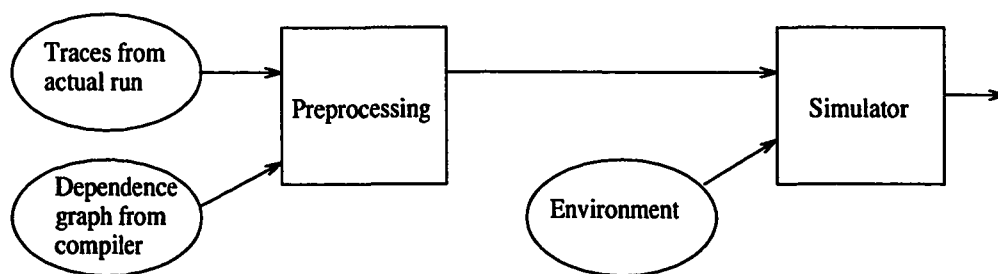 Traces from
actual run
Preprocessing
Simulator
Dependence
graph from
compiler
Environment